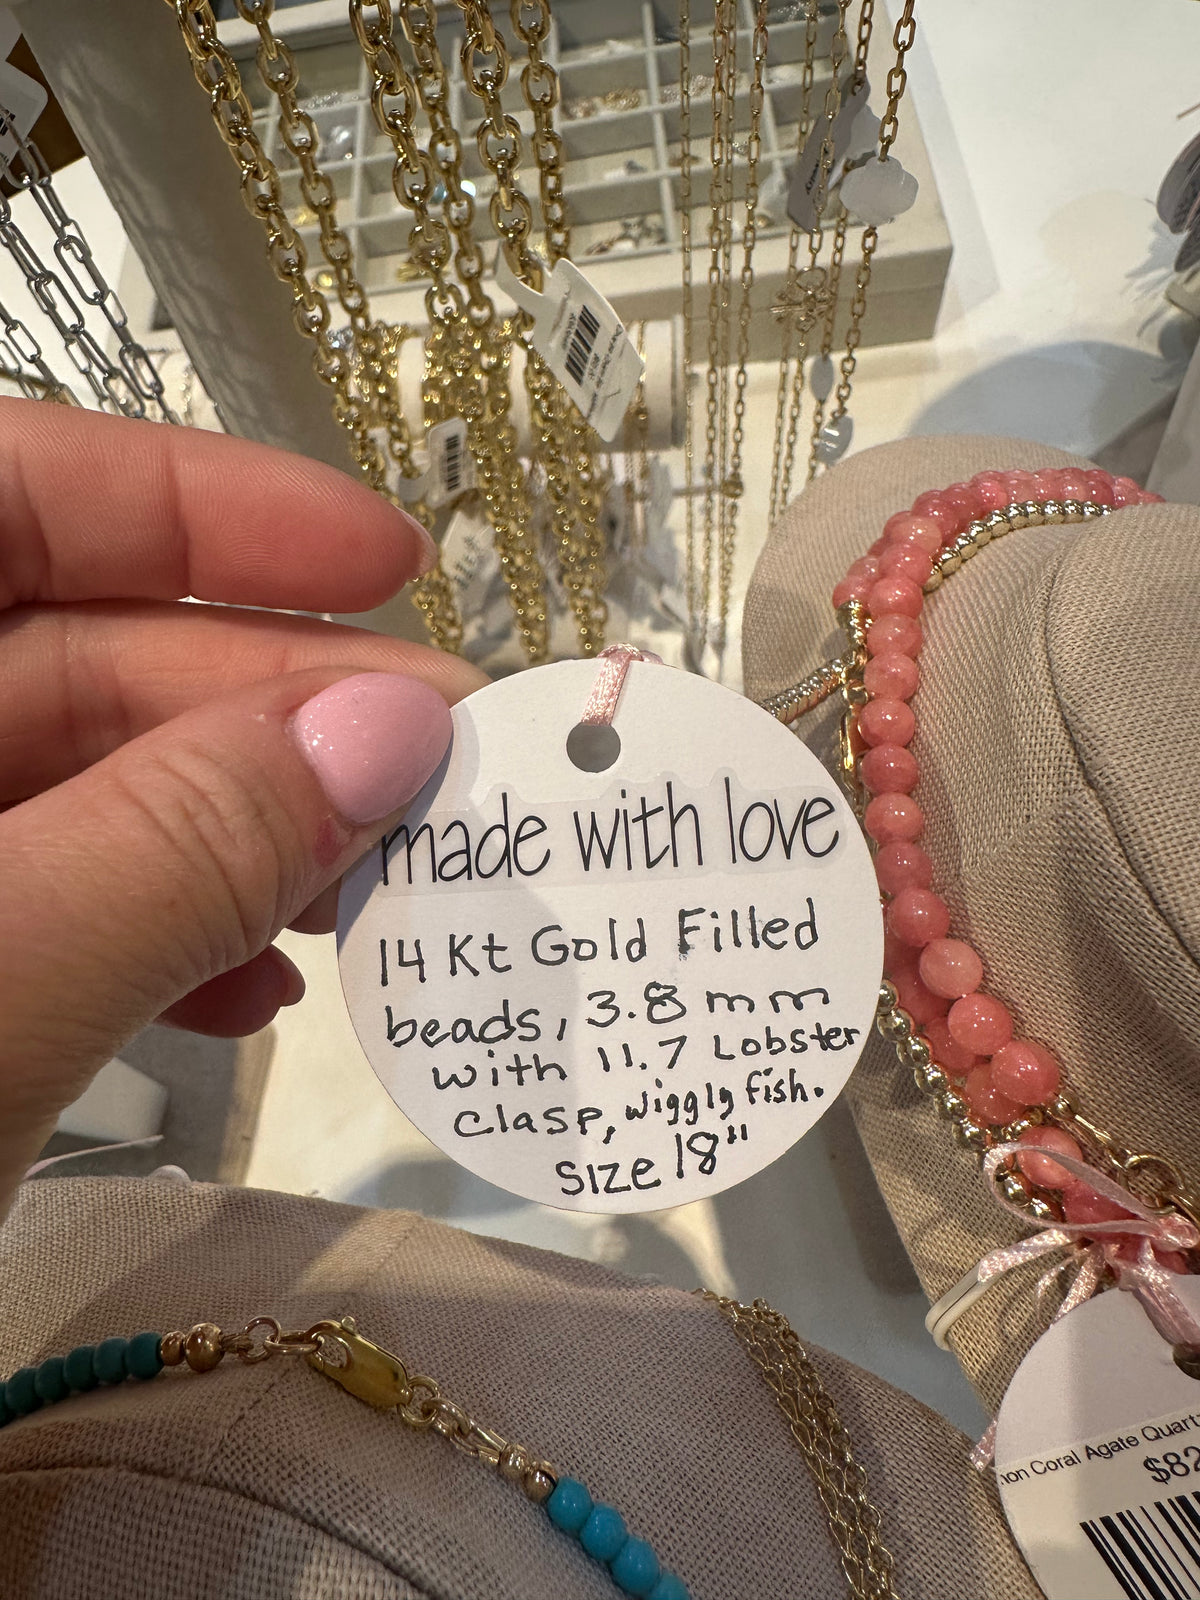 made with love
14 Kt Gold Filled
beads, 3.8 mm
with 11.7 Lobster
clasp, wiggly fish.
SIZE 18"
Coral Agate Quart
$82